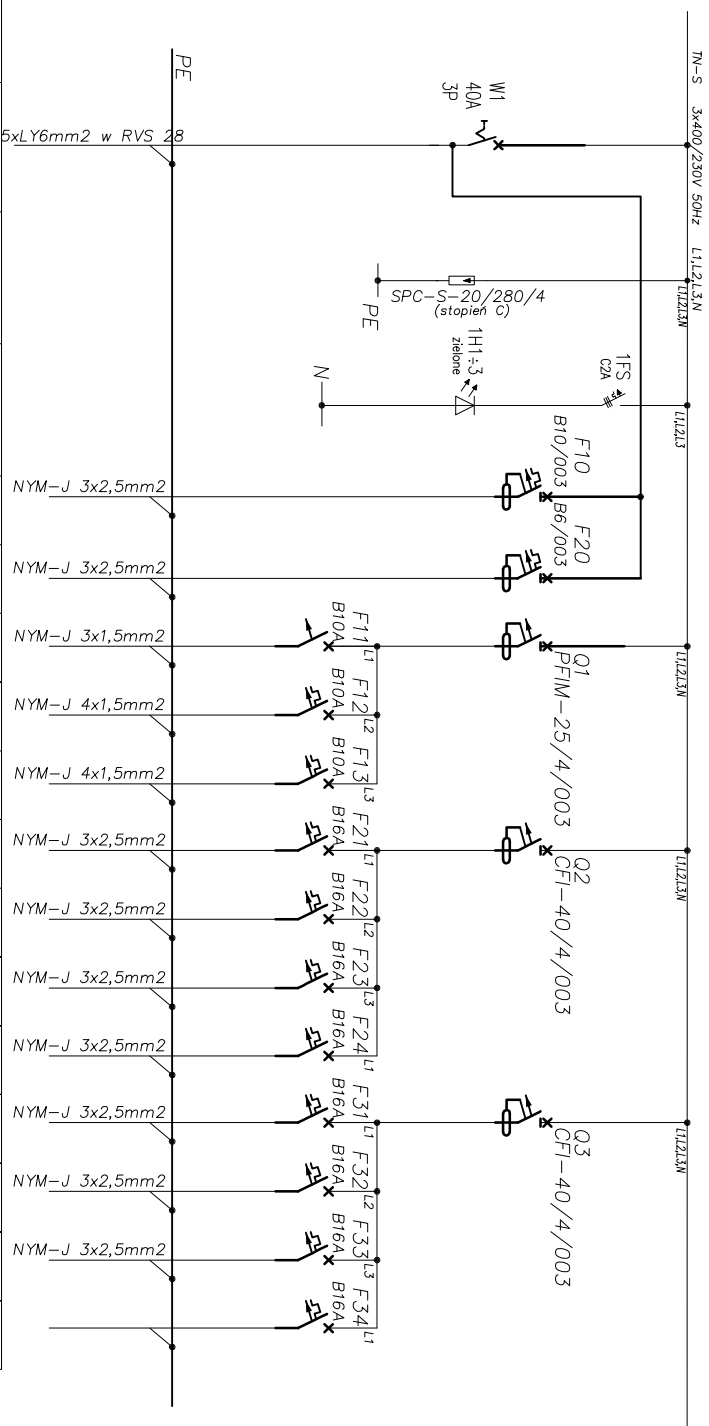 TN-S 3x400/230V 50Hz L1,L2,L3,N
PE
W1
40A
3P
5xLY6mm2 w RVS 28
L1,L2,L3,N
SPC-S-20/280/4
(stopień C)
PE
1FS
C2A
L1,L2,L3
1H1÷3
zielone
N
F10
B10/003
NYM-J 3x2,5mm2
F20
B6/003
NYM-J 3x2,5mm2
L1,L2,L3,N
Q1
PFIM-25/4/003
F11 L1
B10A
NYM-J 3x1,5mm2
F12 L2
B10A
NYM-J 4x1,5mm2
F13 L3
B10A
NYM-J 4x1,5mm2
L1,L2,L3,N
Q2
CFI-40/4/003
F21 L1
B16A
NYM-J 3x2,5mm2
F22 L2
B16A
NYM-J 3x2,5mm2
F23 L3
B16A
NYM-J 3x2,5mm2
F24 L1
B16A
NYM-J 3x2,5mm2
L1,L2,L3,N
Q3
CFI-40/4/003
F31 L1
B16A
NYM-J 3x2,5mm2
F32 L2
B16A
NYM-J 3x2,5mm2
F33 L3
B16A
NYM-J 3x2,5mm2
F34 L1
B16A